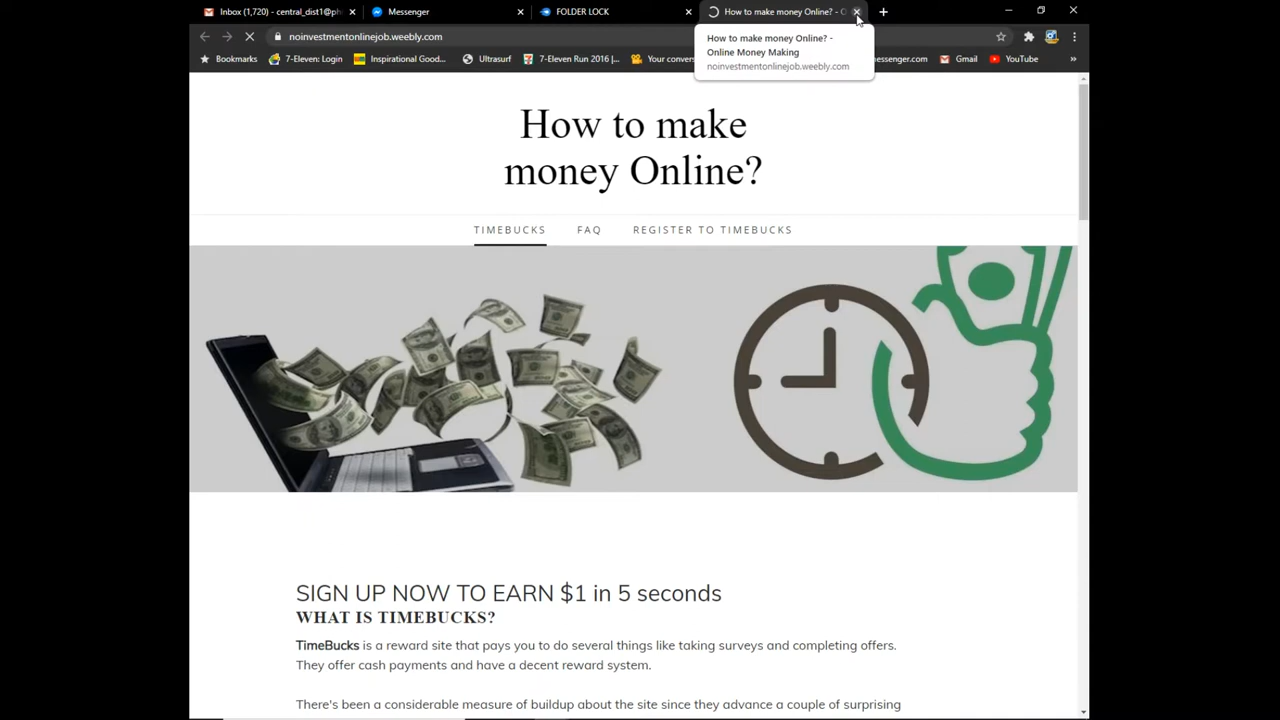 Inbox (1,720) - central_dist1@ph
Messenger
FOLDER LOCK
How to make money Online? - O
noinvestmentonlinejob.weebly.com
How to make money Online? -
Online Money Making
noinvestmentonlinejob.weebly.com
Bookmarks
7-Eleven: Login
Inspirational Good...
Ultrasurf
7-Eleven Run 2016 |...
Your convers
essenger.com
Gmail
YouTube
»
How to make
money Online?
TIMEBUCKS
FAQ
REGISTER TO TIMEBUCKS
SIGN UP NOW TO EARN $1 in 5 seconds
WHAT IS TIMEBUCKS?
TimeBucks is a reward site that pays you to do several things like taking surveys and completing offers.
They offer cash payments and have a decent reward system.
There's been a considerable measure of buildup about the site since they advance a couple of surprising